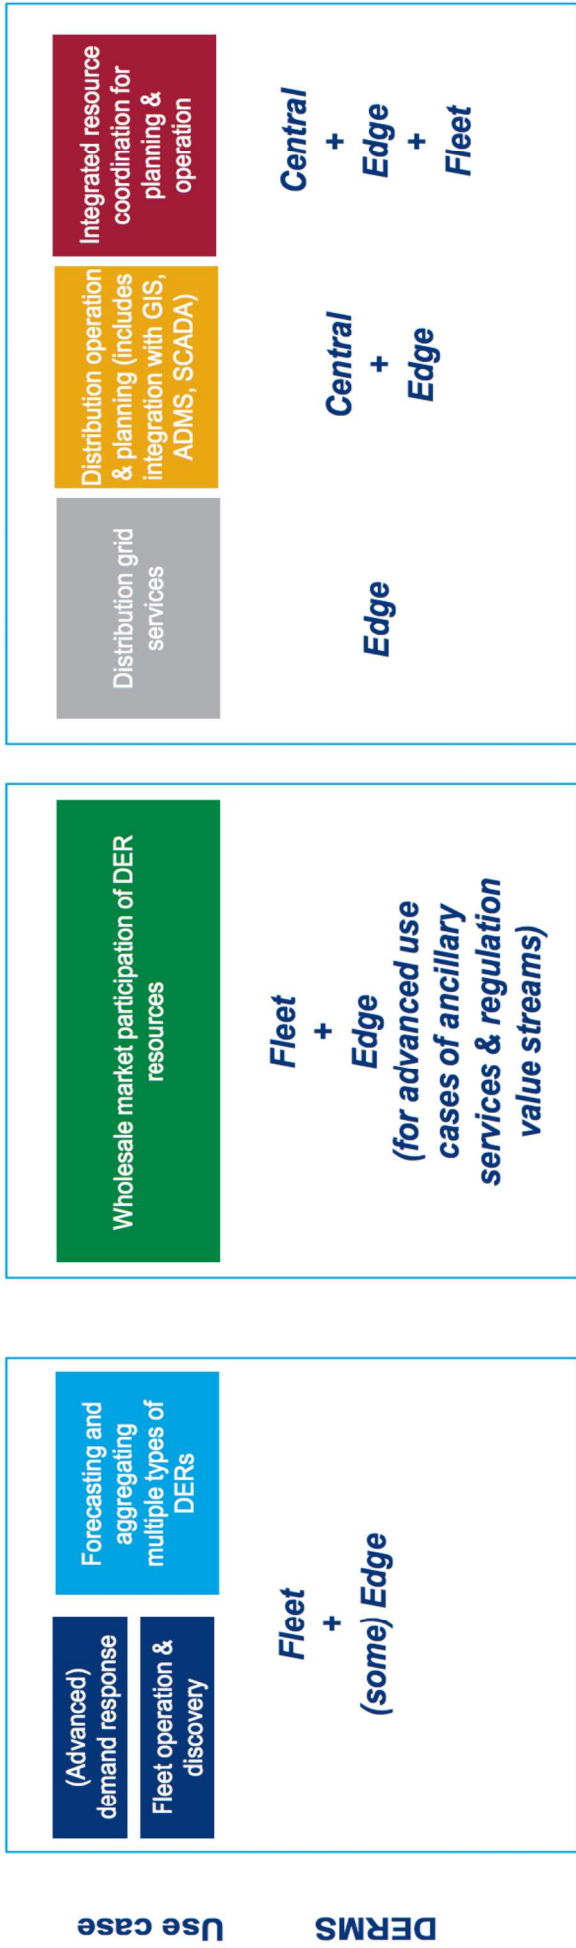 Use case
(Advanced)
demand response
Fleet operation &
discovery
Forecasting and
aggregating
multiple types of
DERs
Wholesale market participation of DER
resources
Distribution grid
services
Distribution operation
& planning (includes
integration with GIS,
ADMS, SCADA)
Integrated resource
coordination for
planning &
operation
DERMS
Fleet
+
(some) Edge
Fleet
+
Edge
(for advanced use
cases of ancillary
services & regulation
value streams)
Edge
Central
+
Edge
Central
+
Edge
+
Fleet